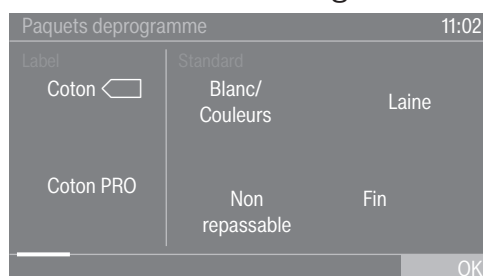 Paquets deprogramme 11:02
Label
Standard
Coton
Blanc/
Couleurs
Laine
Coton PRO
Non
repassable
Fin
OK